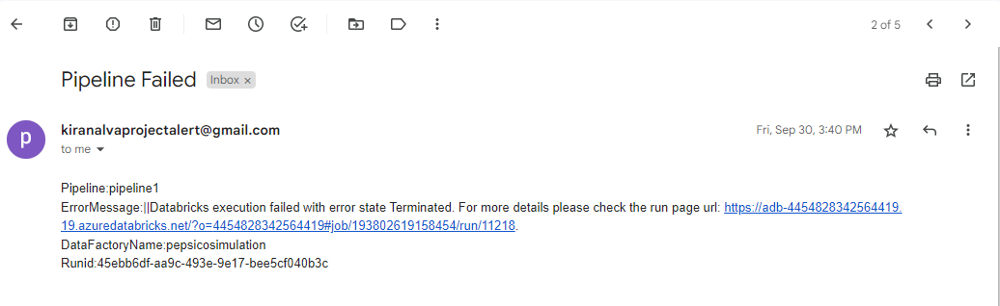 2 of 5
Pipeline Failed Inbox ×
P
kiranalvaprojectalert@gmail.com Fri, Sep 30, 3:40 PM
to me
Pipeline:pipeline1
ErrorMessage:||Databricks execution failed with error state Terminated. For more details please check the run page url: https://adb-4454828342564419.
19.azuredatabricks.net/?o=4454828342564419#job/193802619158454/run/11218.
DataFactoryName:pepsicosimulation
Runid:45ebb6df-aa9c-493e-9e17-bee5cf040b3c